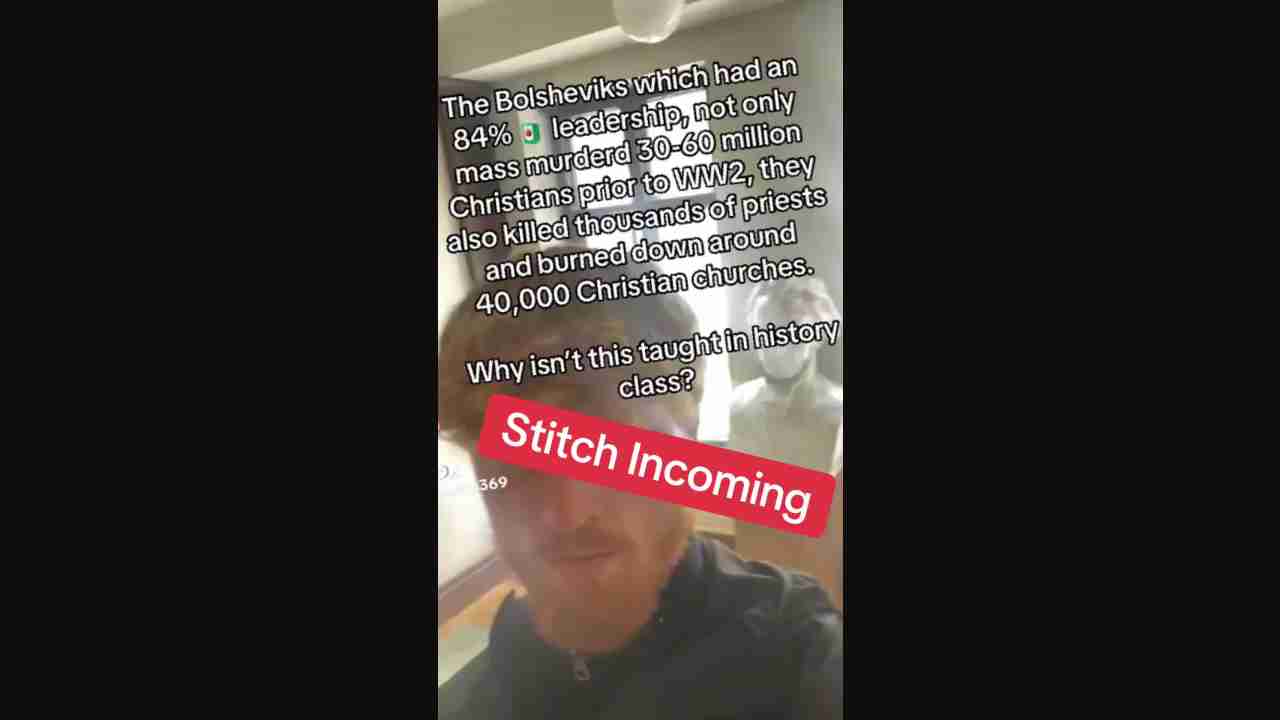 The Bolsheviks which had an
84% 🧃 leadership, not only
mass murderd 30-60 million
Christians prior to WW2, they
also killed thousands of priests
and burned down around
40,000 Christian churches.
Why isn't this taught in history
class?
Stitch Incoming
369